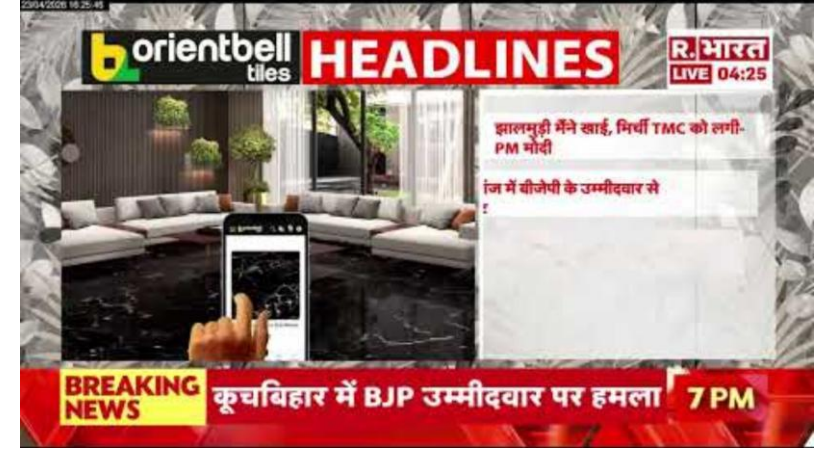 23/04/2026 16:25:46
orientbell
tiles
HEADLINES
R.भारत
LIVE 04:25
झालमुड़ी मैंने खाई, मिर्ची TMC को लगी-
PM मोदी
ंज में बीजेपी के उम्मीदवार से
BREAKING
NEWS
कूचबिहार में BJP उम्मीदवार पर हमला
7 PM